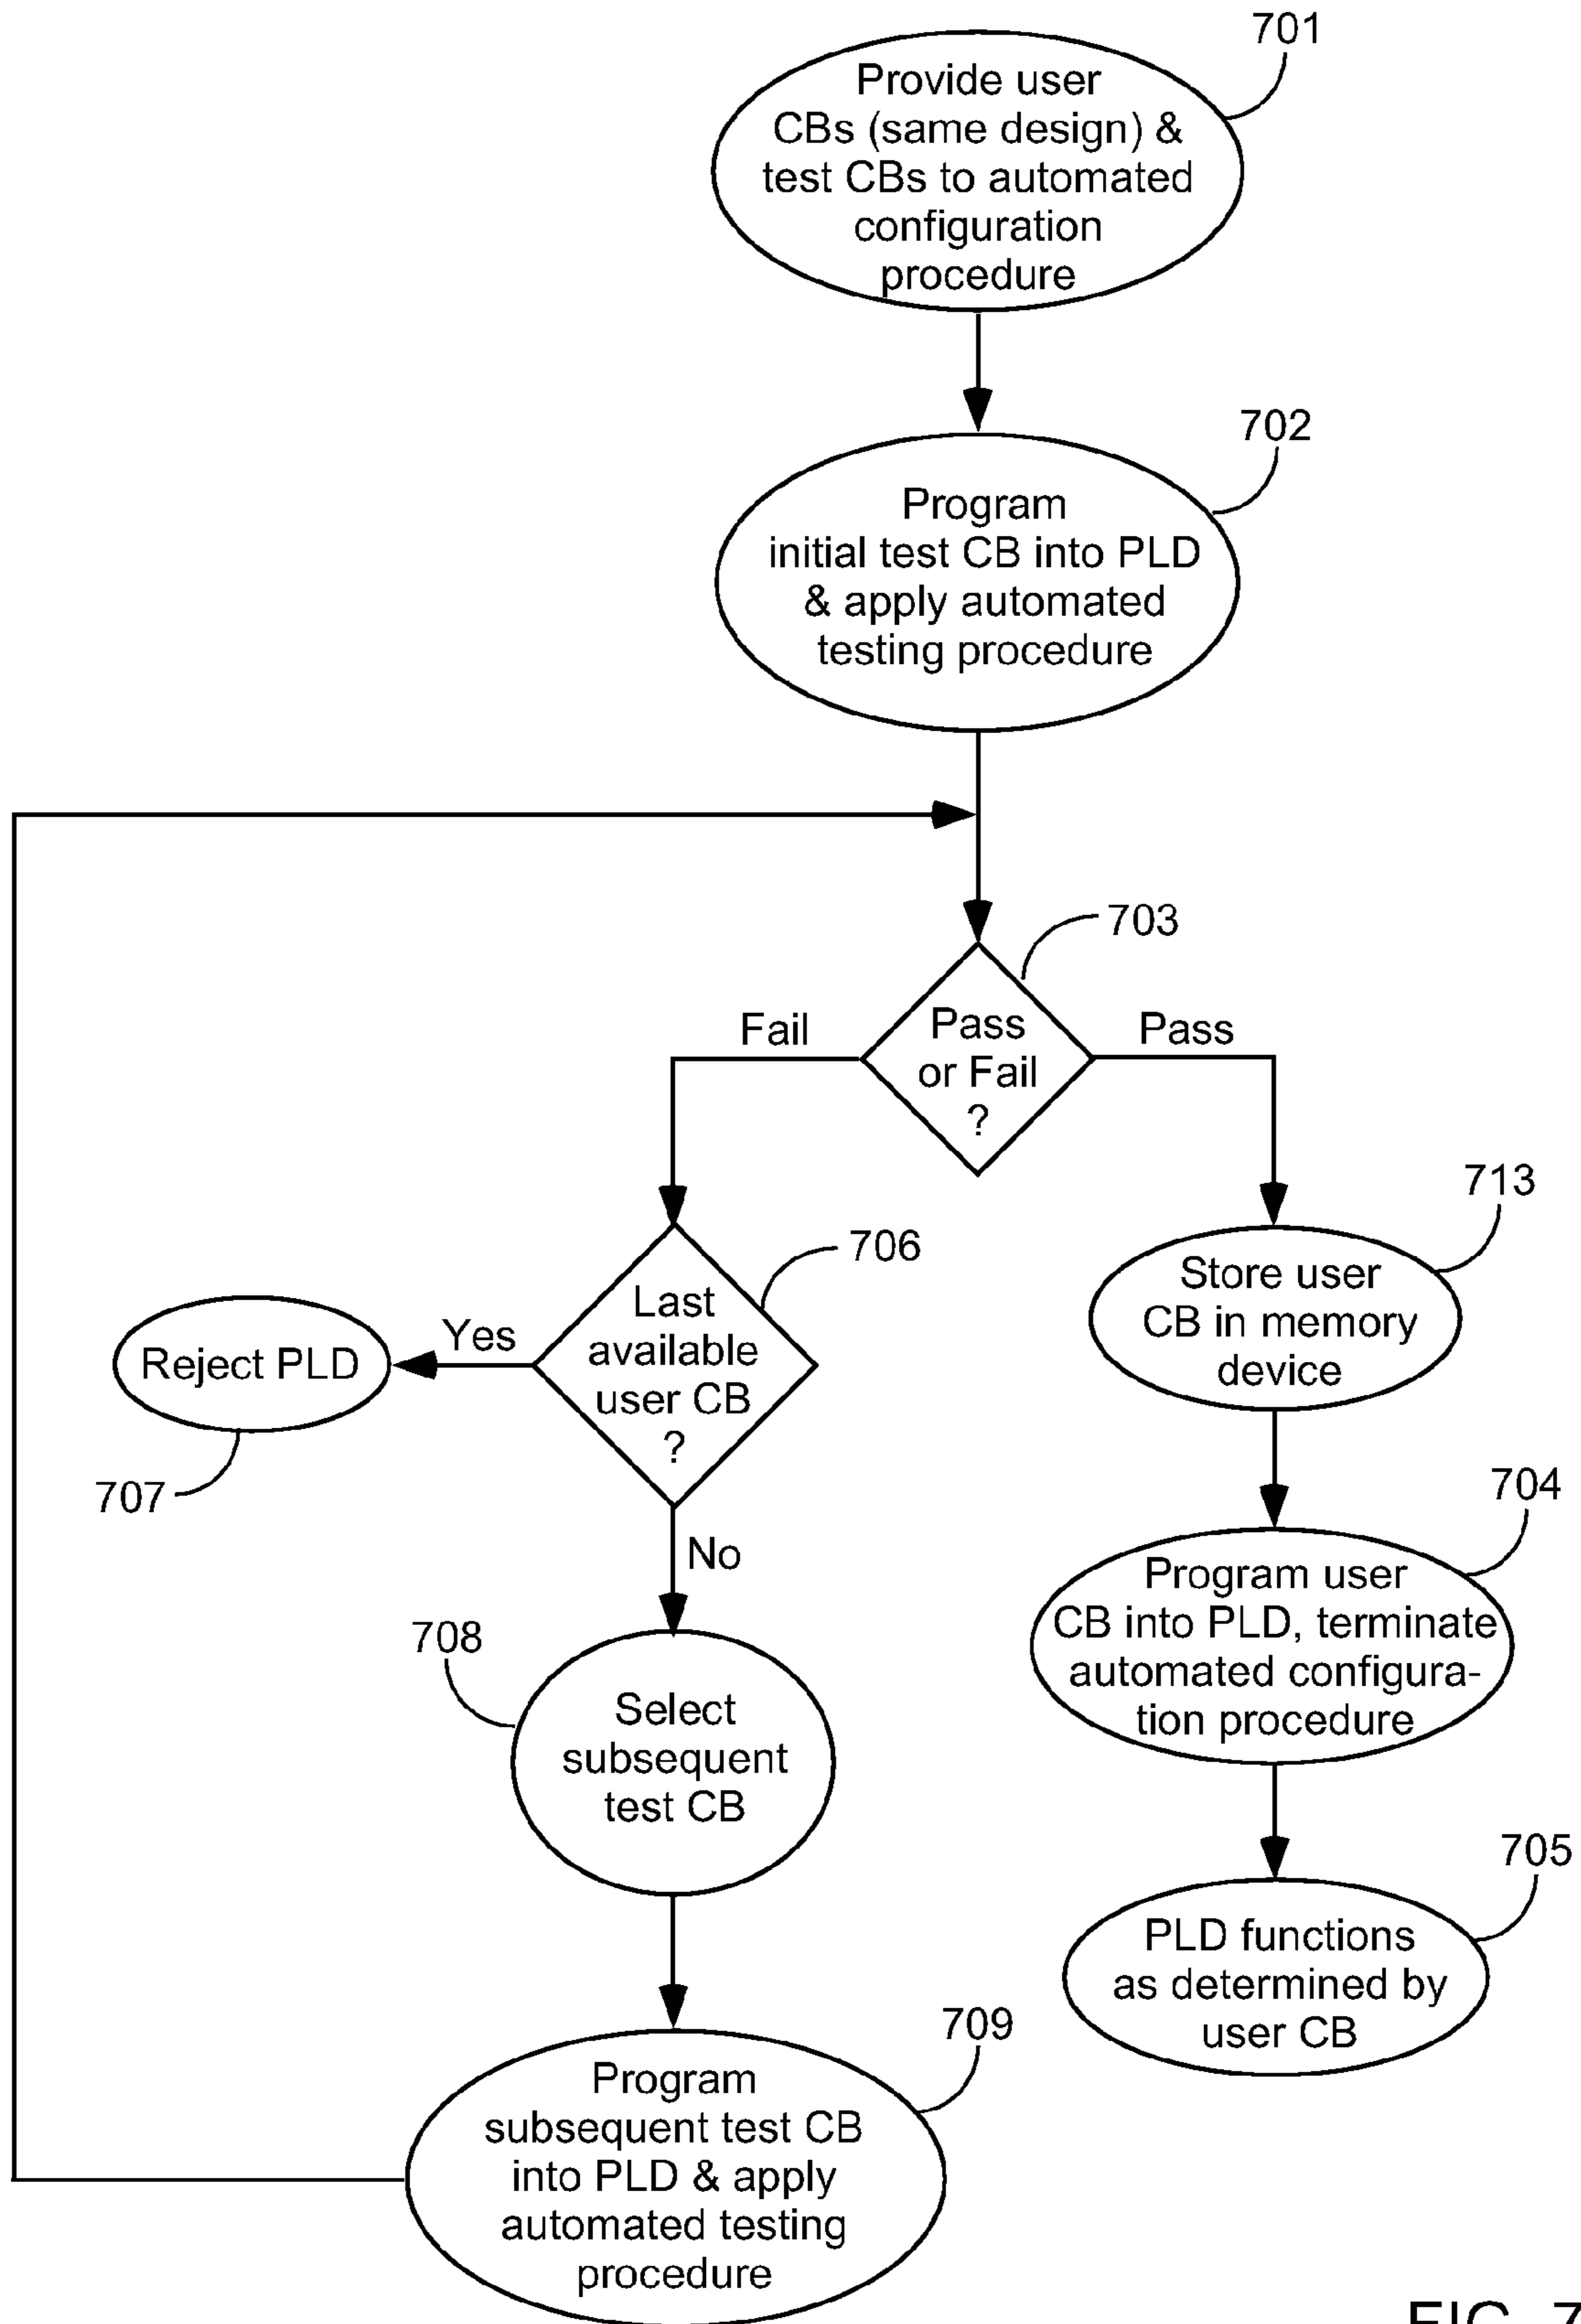 701
Provide user
CBs (same design) &
test CBs to automated
configuration
procedure
702
Program
initial test CB into PLD
& apply automated
testing procedure
703
Fail
Pass
or Fail
?
Pass
713
706
Store user
CB in memory
device
Last
available
user CB
?
Yes
Reject PLD
707
No
704
Program user
CB into PLD, terminate
automated configura-
tion procedure
708
Select
subsequent
test CB
705
PLD functions
as determined by
user CB
709
Program
subsequent test CB
into PLD & apply
automated testing
procedure
FIG. 7